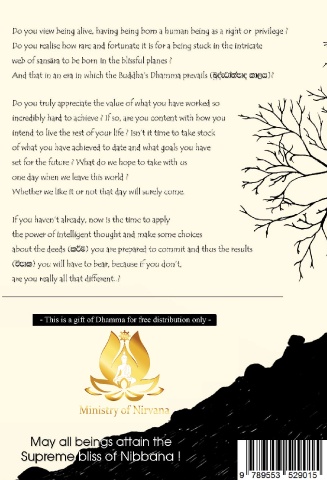 Do you view being alive, having being born a human being as a right or privilege ?
Do you realise how rare and fortunate it is for a being stuck in the intricate
web of sansāra to be born in the blissful planes ?
And that in an era in which the Buddha's Dhamma prevails ( )?
Do you truly appreciate the value of what you have worked so
incredibly hard to achieve ? If so, are you content with how you
intend to live the rest of your life ? Isn't it time to take stock
of what you have achieved to date and what goals you have
set for the future ? What do we hope to take with us
one day when we leave this world ?
Whether we like it or not that day will surely come.
If you haven't already, now is the time to apply
the power of intelligent thought and make some choices
about the deeds (කර්ම) you are prepared to commit and thus the results
(විපාක) you will have to bear, because if you don't,
are you really all that different. ?
- This is a gift of Dhamma for free distribution only -
Ministry of Nirvana
May all beings attain the
Supreme bliss of Nibbana !
9 789553 529015